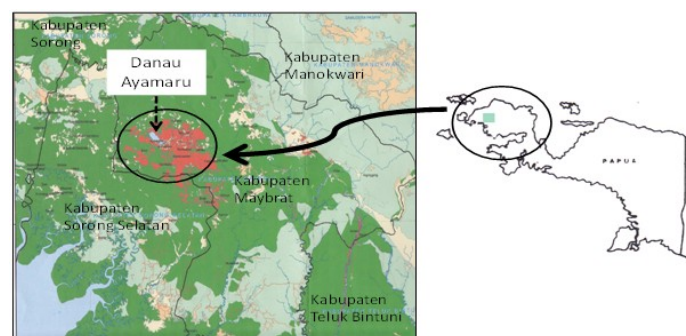 Kabupaten
Sorong
Danau
Ayamaru
Kabupaten
Manokwari
Kabupaten
Maybrat
Kabupaten
Sorong Selatan
Kabupaten
Teluk Bintuni
PAPUA